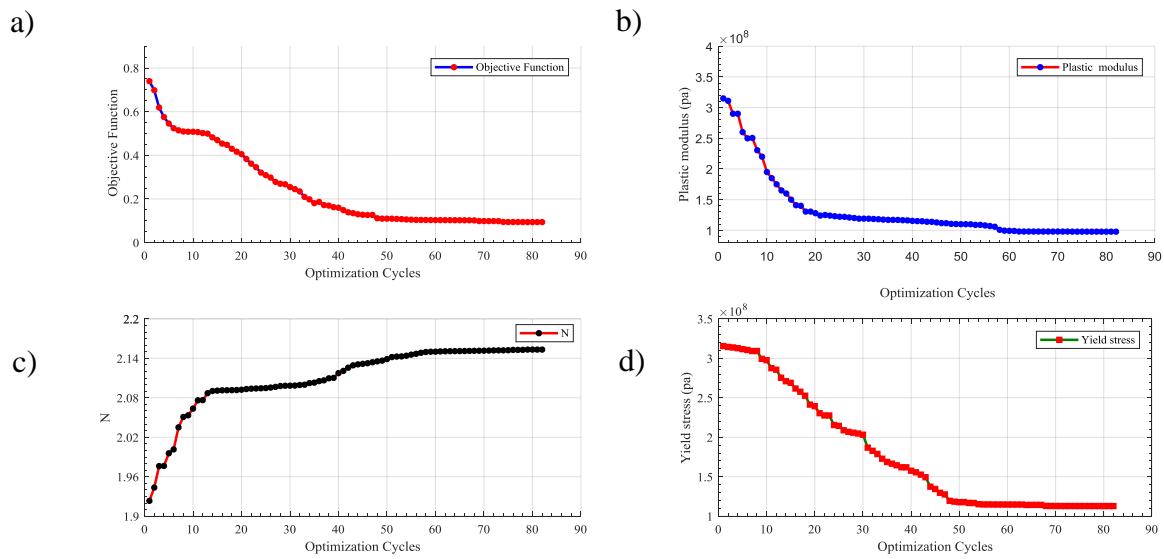 a)
Objective Function
0.8
0.6
0.4
0.2
0
0 10 20 30 40 50 60 70 80 90
Optimization Cycles
Objective Function
b)
× 10⁸
Plastic modulus (pa)
4
3.5
3
2.5
2
1.5
1
0 10 20 30 40 50 60 70 80 90
Optimization Cycles
Plastic modulus
c)
N
2.2
2.14
2.08
2.02
1.96
1.9
0 10 20 30 40 50 60 70 80 90
Optimization Cycles
N
d)
× 10⁸
Yield stress (pa)
3.5
3
2.5
2
1.5
1
0 10 20 30 40 50 60 70 80 90
Optimization Cycles
Yield stress